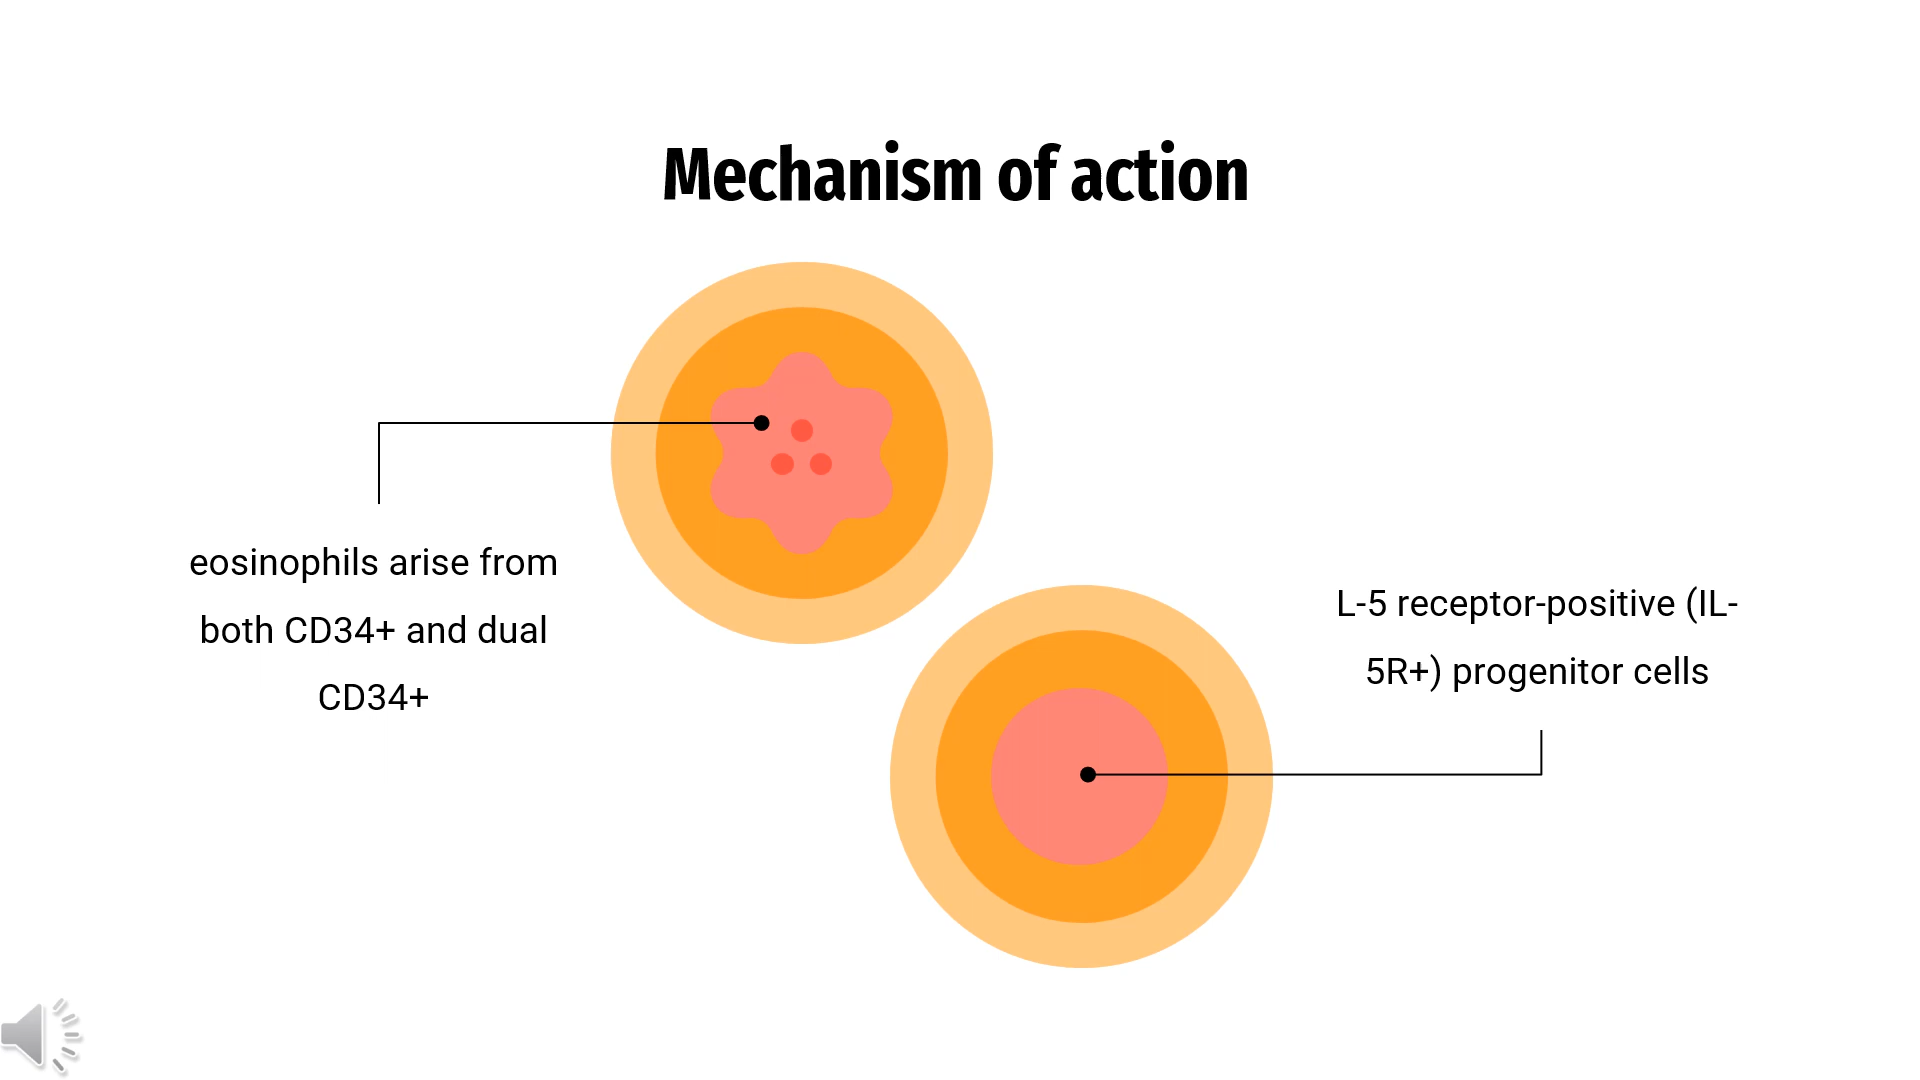 Mechanism of action
eosinophils arise from
both CD34+ and dual
CD34+
L-5 receptor-positive (IL-
5R+) progenitor cells